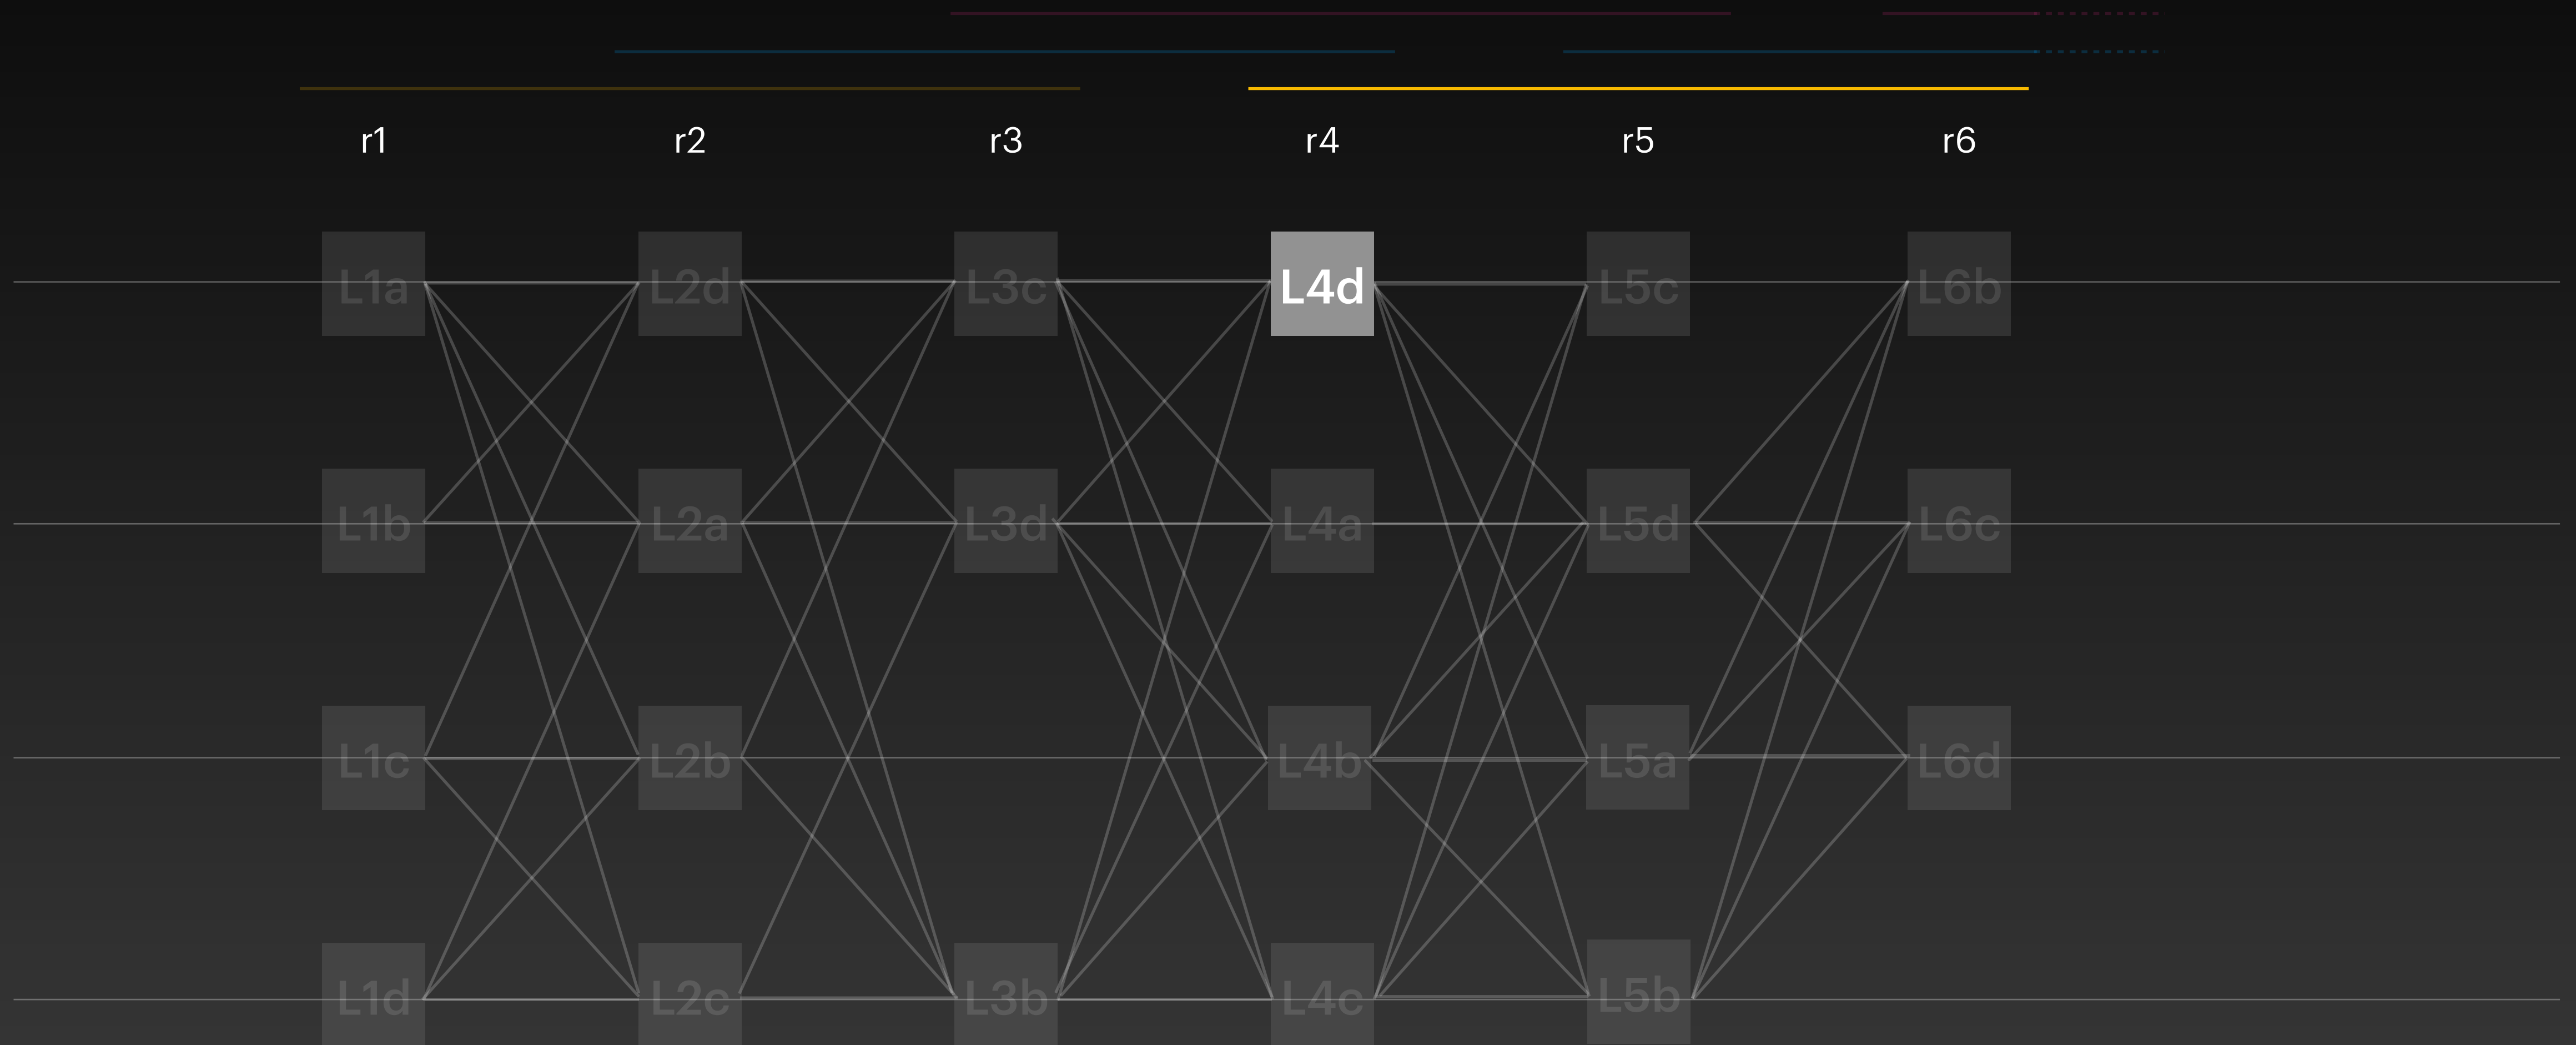 r1 r2 r3 r4 r5 r6
L1a L2d L3c L4d L5c L6b
L1b L2a L3d L4a L5d L6c
L1c L2b L4b L5a L6d
L1d L2c L3b L4c L5b